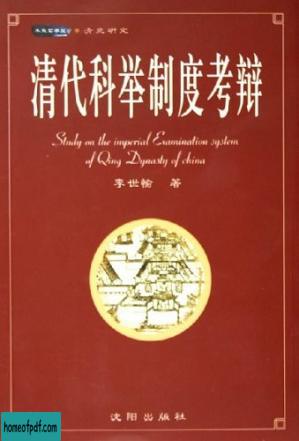 清史研究
清代科举制度考辩
Study on the imperial Examination system
of Qing Dynasty of china
李世愉 著
沈阳出版社
homeofpdf.com